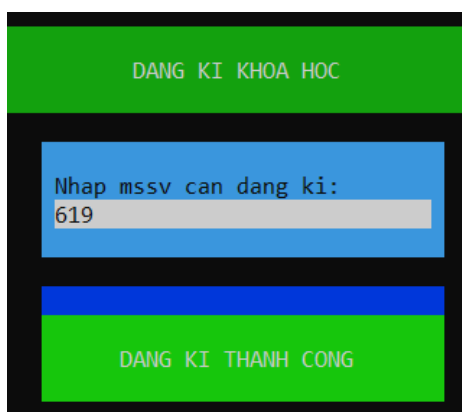 DANG KI KHOA HOC
Nhap mssv can dang ki:
619
DANG KI THANH CONG